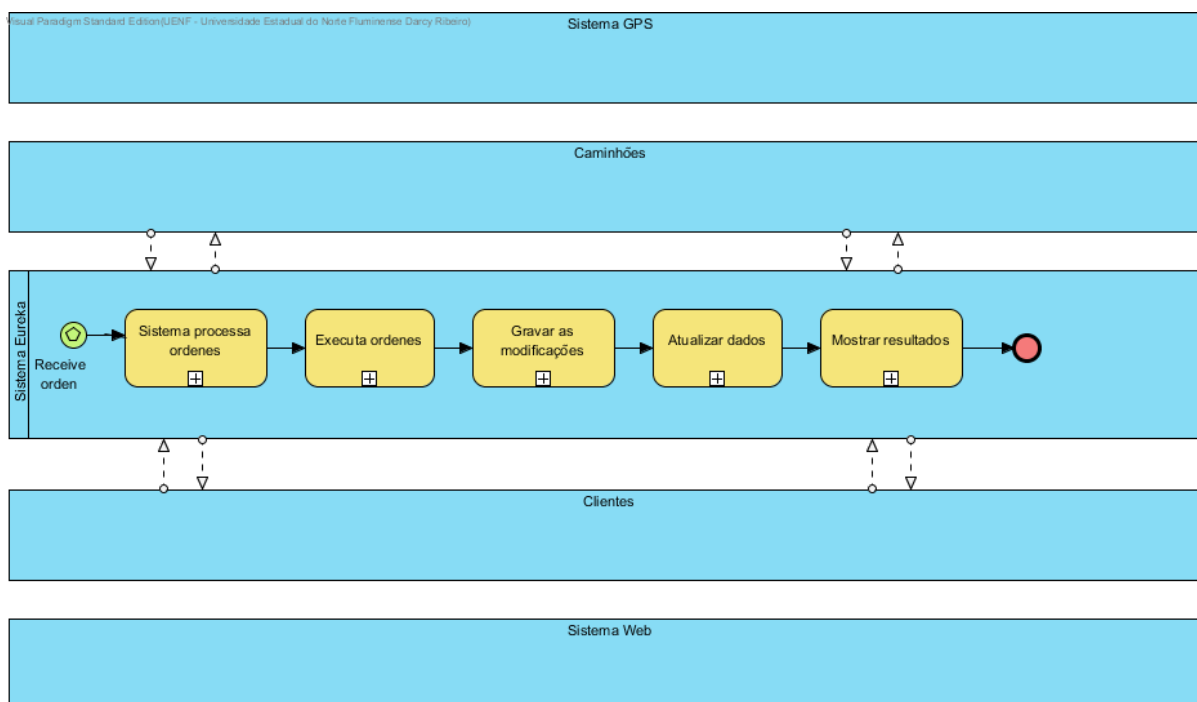 Visual Paradigm Standard Edition(UENF - Universidade Estadual do Norte Fluminense Darcy Ribeiro)
Sistema GPS
Caminhões
Sistema Eureka
Receive
orden
Sistema processa
ordenes
Executa ordenes
Gravar as
modificações
Atualizar dados
Mostrar resultados
Clientes
Sistema Web